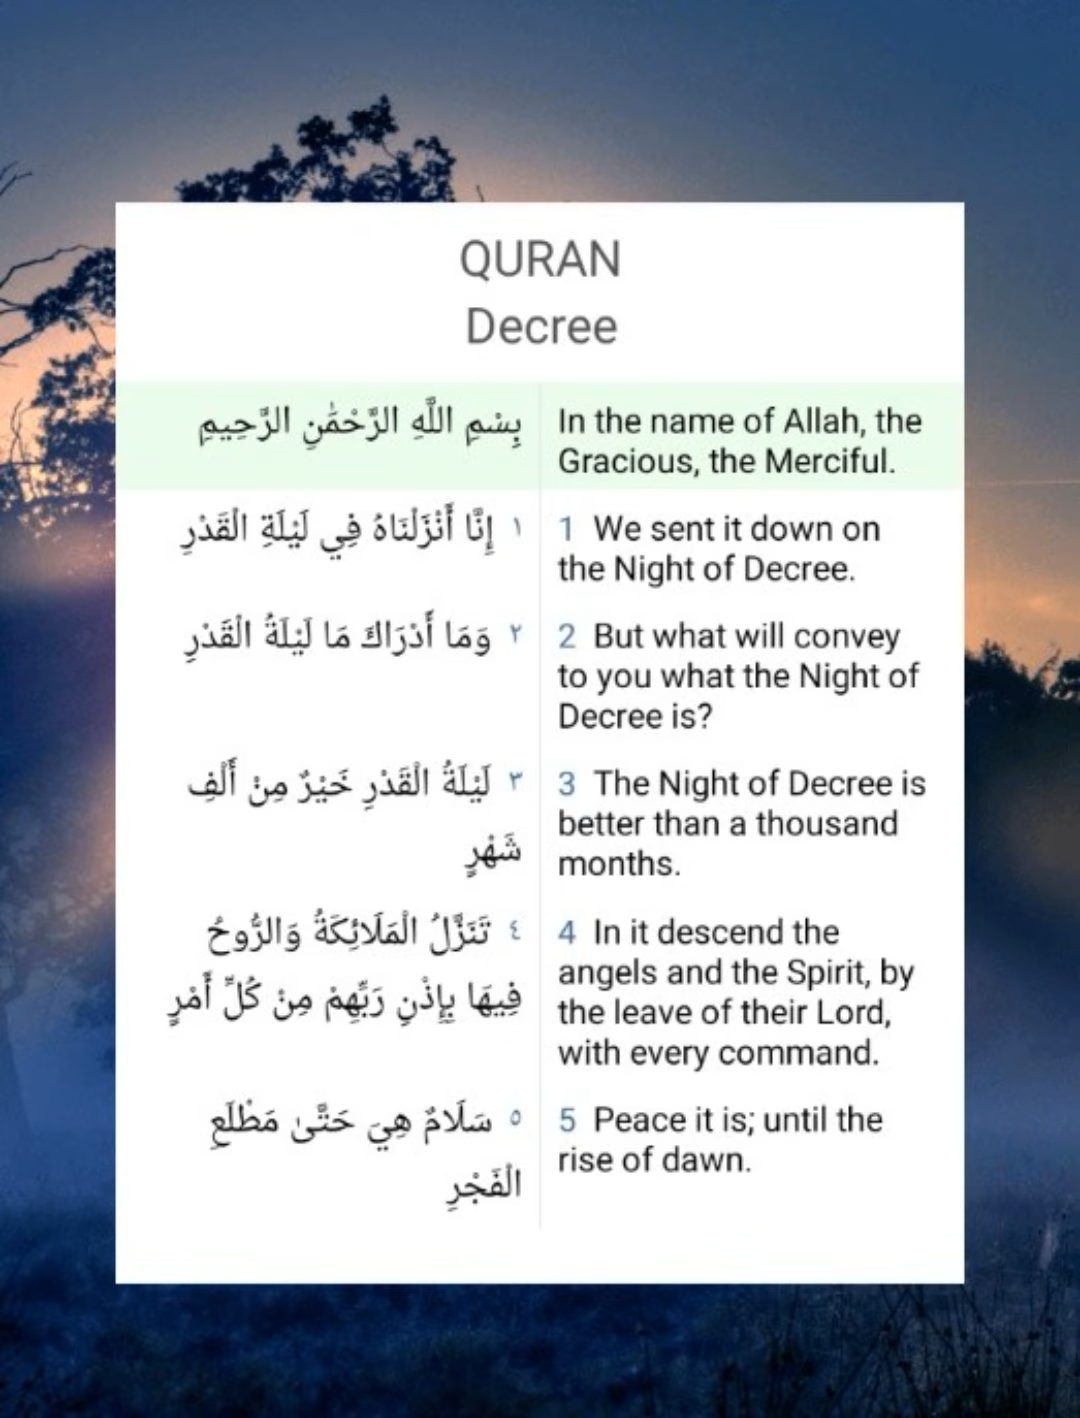 QURAN
Decree
بِسْمِ اللَّهِ الرَّحْمَٰنِ الرَّحِيمِ
In the name of Allah, the
Gracious, the Merciful.
١ إِنَّا أَنْزَلْنَاهُ فِي لَيْلَةِ الْقَدْرِ
1 We sent it down on
the Night of Decree.
٢ وَمَا أَدْرَاكَ مَا لَيْلَةُ الْقَدْرِ
2 But what will convey
to you what the Night of
Decree is?
٣ لَيْلَةُ الْقَدْرِ خَيْرٌ مِنْ أَلْفِ
شَهْرٍ
3 The Night of Decree is
better than a thousand
months.
٤ تَنَزَّلُ الْمَلَائِكَةُ وَالرُّوحُ
فِيهَا بِإِذْنِ رَبِّهِمْ مِنْ كُلِّ أَمْرٍ
4 In it descend the
angels and the Spirit, by
the leave of their Lord,
with every command.
٥ سَلَامٌ هِيَ حَتَّىٰ مَطْلَعِ
الْفَجْرِ
5 Peace it is; until the
rise of dawn.